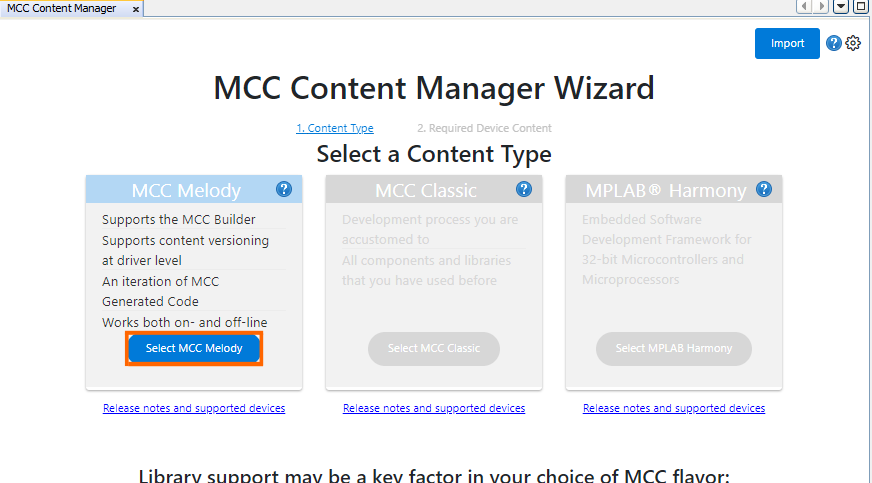 MCC Content Manager ×
Import
MCC Content Manager Wizard
1. Content Type 2. Required Device Content
Select a Content Type
MCC Melody
Supports the MCC Builder
Supports content versioning
at driver level
An iteration of MCC
Generated Code
Works both on- and off-line
Select MCC Melody
Release notes and supported devices
MCC Classic
Development process you are
accustomed to
All components and libraries
that you have used before
Select MCC Classic
Release notes and supported devices
MPLAB® Harmony
Embedded Software
Development Framework for
32-bit Microcontrollers and
Microprocessors
Select MPLAB Harmony
Release notes and supported devices
Library support may be a key factor in your choice of MCC flavor: